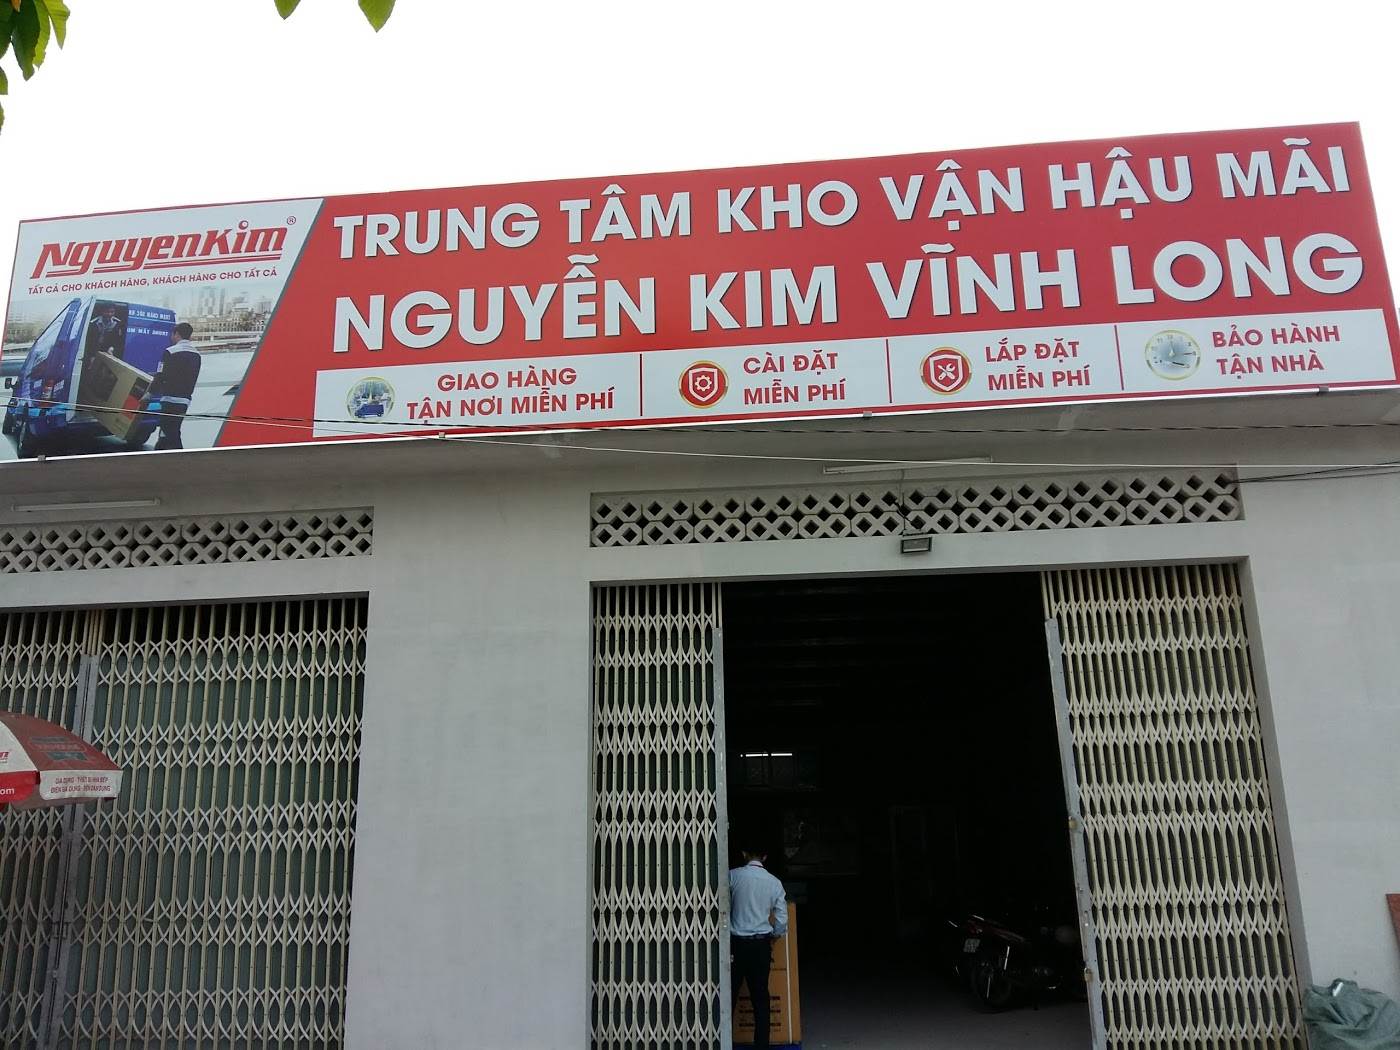 NguyenKim®
TẤT CẢ CHO KHÁCH HÀNG, KHÁCH HÀNG CHO TẤT CẢ
TRUNG TÂM KHO VẬN HẬU MÃI
NGUYỄN KIM VĨNH LONG
GIAO HÀNG
TẬN NƠI MIỄN PHÍ
CÀI ĐẶT
MIỄN PHÍ
LẮP ĐẶT
MIỄN PHÍ
BẢO HÀNH
TẬN NHÀ